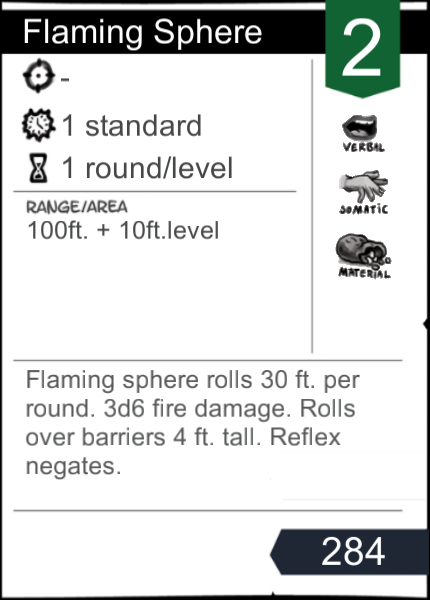 Flaming Sphere
2
-
1 standard
1 round/level
VERBAL
SOMATIC
MATERIAL
RANGE/AREA
100ft. + 10ft.level
Flaming sphere rolls 30 ft. per
round. 3d6 fire damage. Rolls
over barriers 4 ft. tall. Reflex
negates.
284